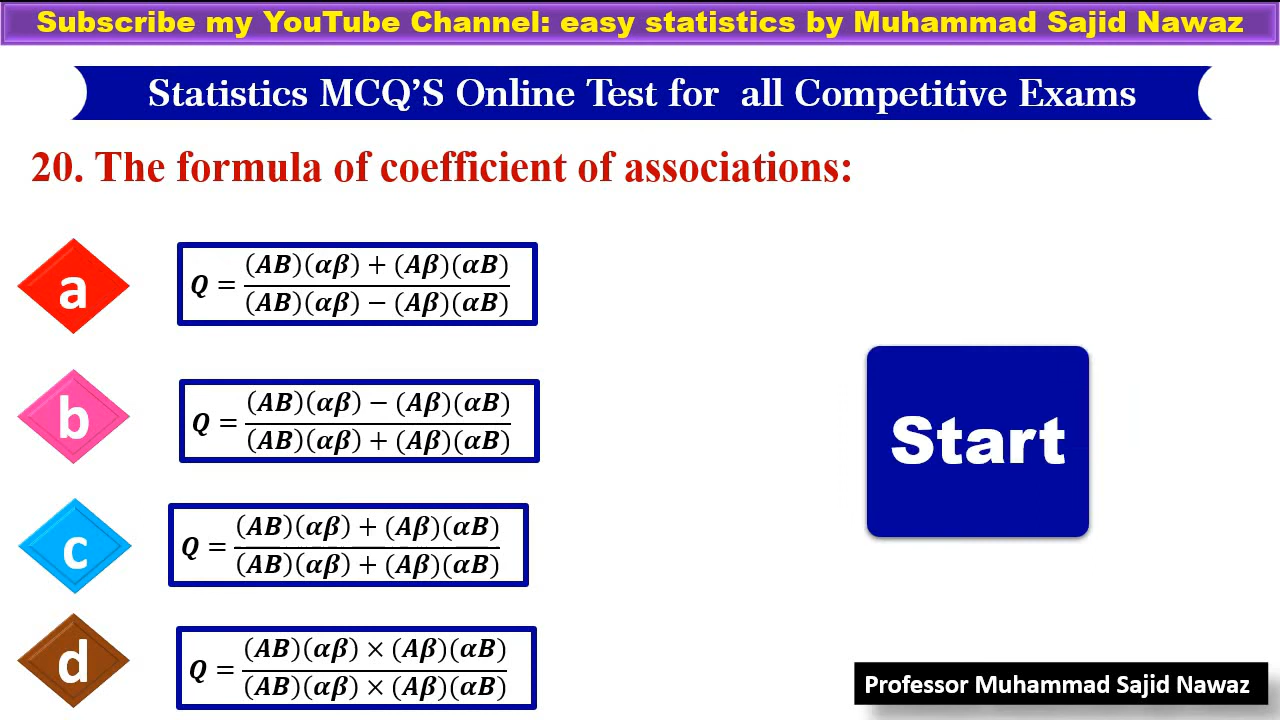 Subscribe my YouTube Channel: easy statistics by Muhammad Sajid Nawaz
Statistics MCQ’S Online Test for all Competitive Exams
20. The formula of coefficient of associations:
a
Q = (AB)(αβ) + (Aβ)(αB) / (AB)(αβ) − (Aβ)(αB)
b
Q = (AB)(αβ) − (Aβ)(αB) / (AB)(αβ) + (Aβ)(αB)
c
Q = (AB)(αβ) + (Aβ)(αB) / (AB)(αβ) + (Aβ)(αB)
d
Q = (AB)(αβ) × (Aβ)(αB) / (AB)(αβ) × (Aβ)(αB)
Start
Professor Muhammad Sajid Nawaz